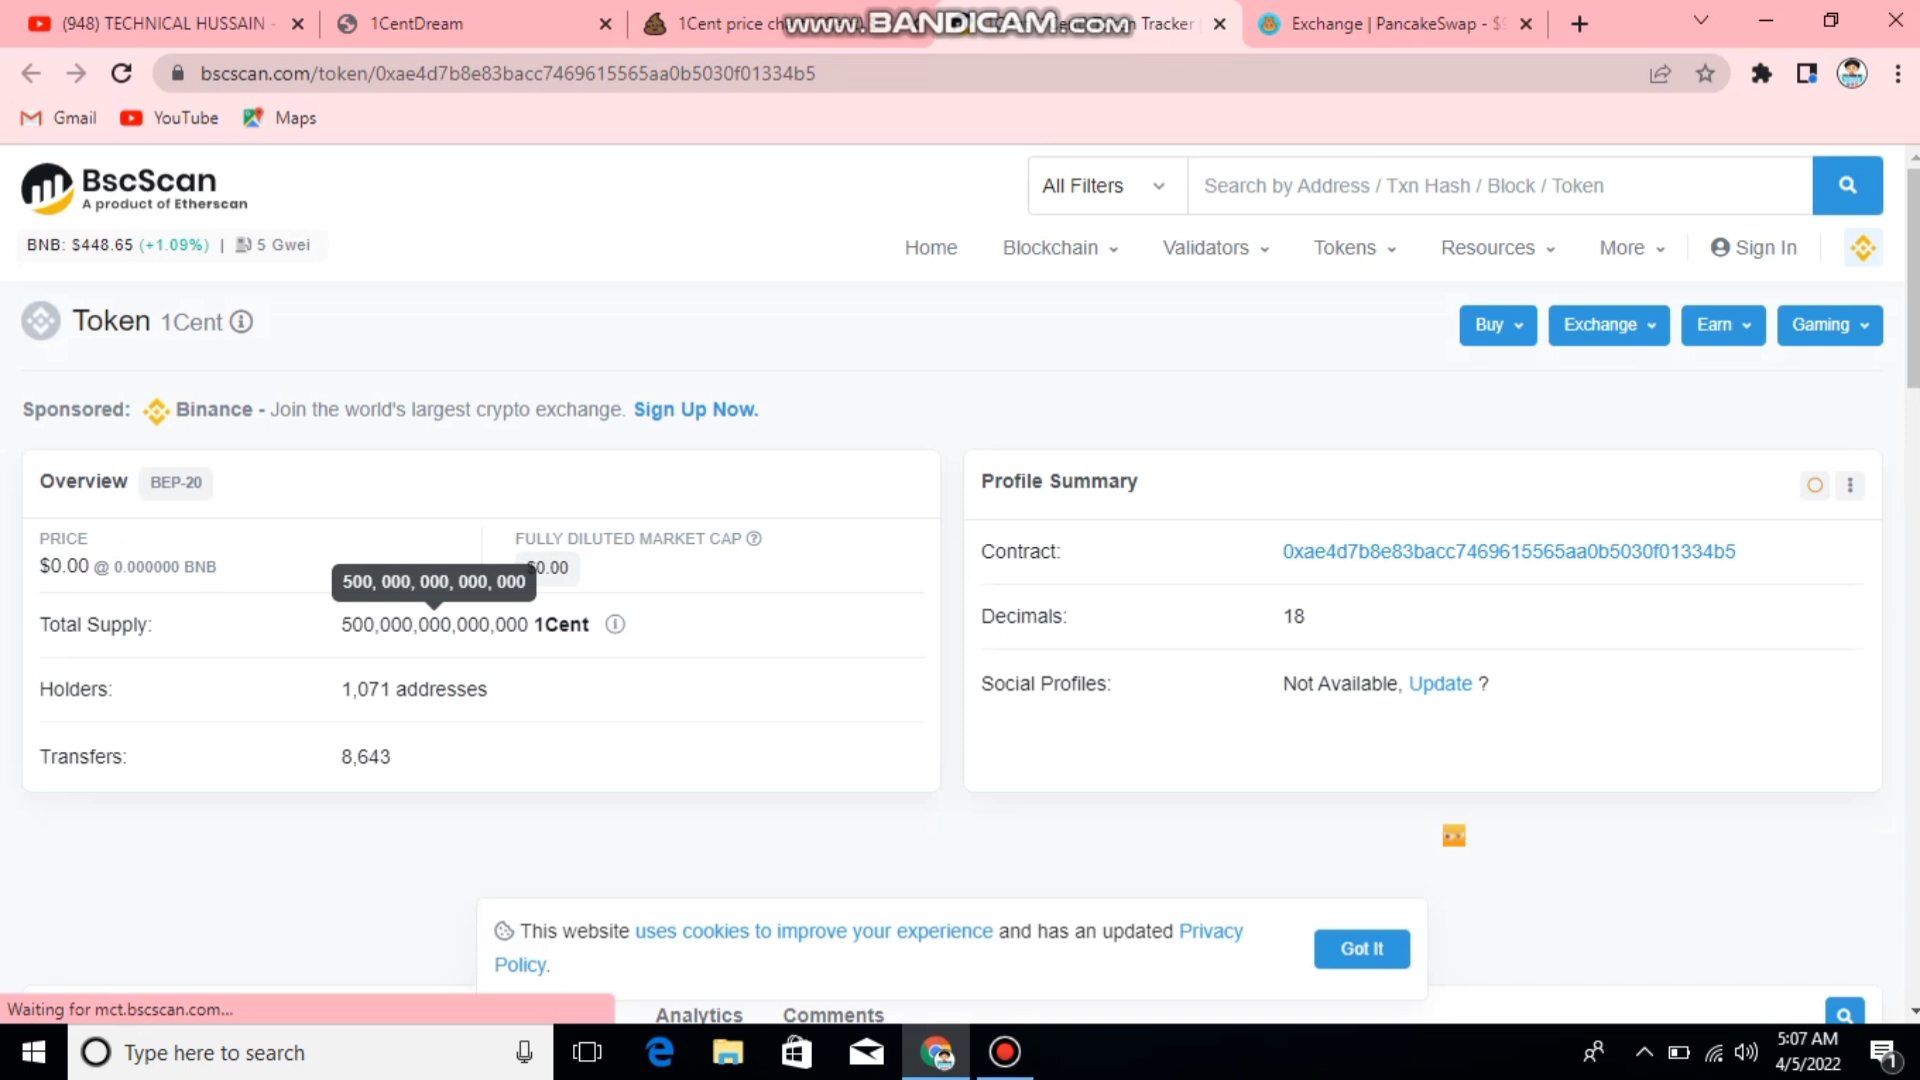 (948) TECHNICAL HUSSAIN -
1CentDream
1Cent price ch
www.BANDICAM.com
Tracker
Exchange | PancakeSwap - $
bscscan.com/token/0xae4d7b8e83bacc7469615565aa0b5030f01334b5
Gmail
YouTube
Maps
BscScan
A product of Etherscan
All Filters
Search by Address / Txn Hash / Block / Token
BNB: $448.65 (+1.09%) | 5 Gwei
Home
Blockchain
Validators
Tokens
Resources
More
Sign In
Token 1Cent
Buy
Exchange
Earn
Gaming
Sponsored: Binance - Join the world's largest crypto exchange. Sign Up Now.
Overview BEP-20
PRICE
$0.00 @ 0.000000 BNB
FULLY DILUTED MARKET CAP
$0.00
500, 000, 000, 000, 000
Total Supply: 500,000,000,000,000 1Cent
Holders: 1,071 addresses
Transfers: 8,643
Profile Summary
Contract: 0xae4d7b8e83bacc7469615565aa0b5030f01334b5
Decimals: 18
Social Profiles: Not Available, Update ?
This website uses cookies to improve your experience and has an updated Privacy
Policy.
Got It
Waiting for mct.bscscan.com...
Analytics
Comments
Type here to search
5:07 AM
4/5/2022
1